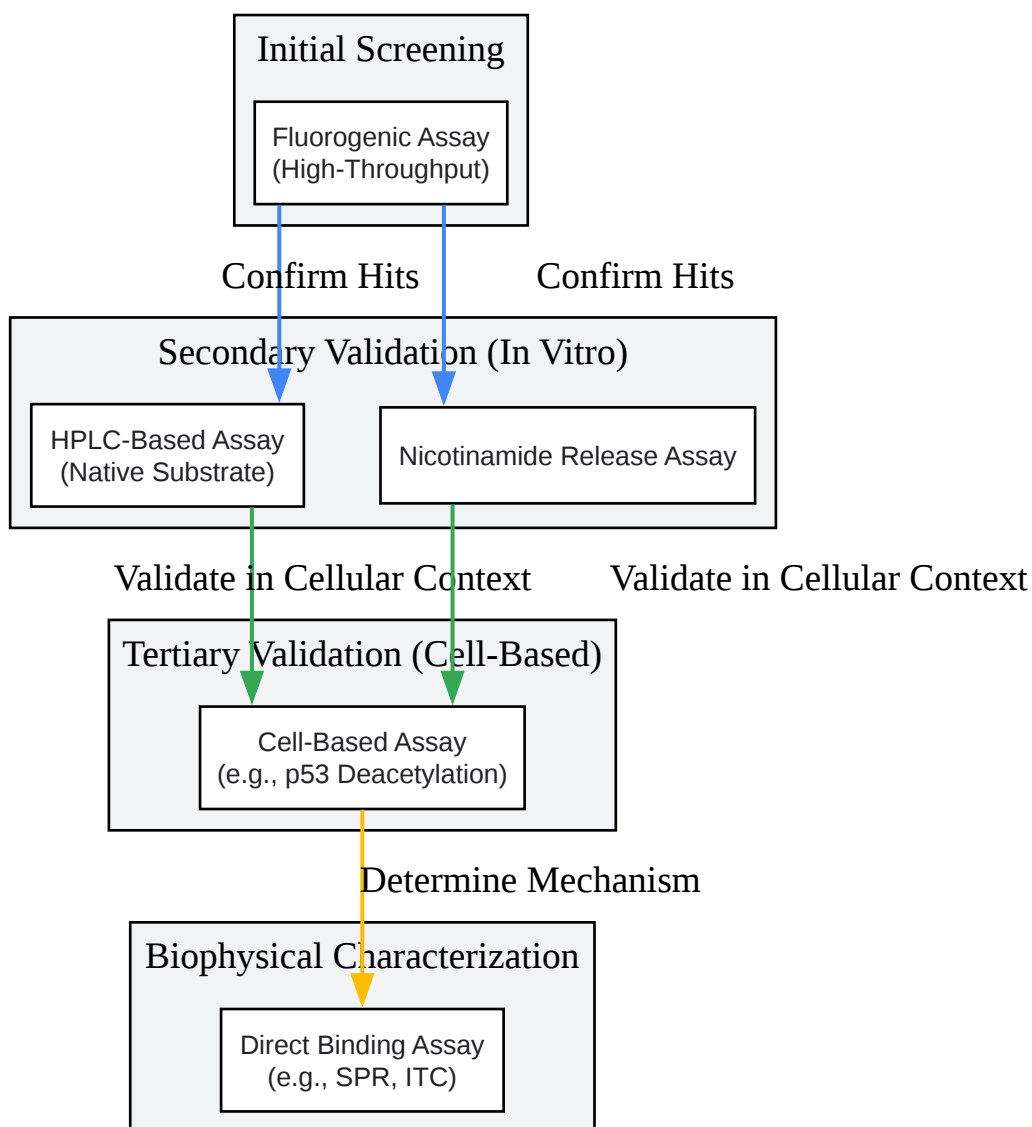 Initial Screening
Fluorogenic Assay
(High-Throughput)
Confirm Hits
Confirm Hits
Secondary Validation (In Vitro)
HPLC-Based Assay
(Native Substrate)
Nicotinamide Release Assay
Validate in Cellular Context
Validate in Cellular Context
Tertiary Validation (Cell-Based)
Cell-Based Assay
(e.g., p53 Deacetylation)
Determine Mechanism
Biophysical Characterization
Direct Binding Assay
(e.g., SPR, ITC)